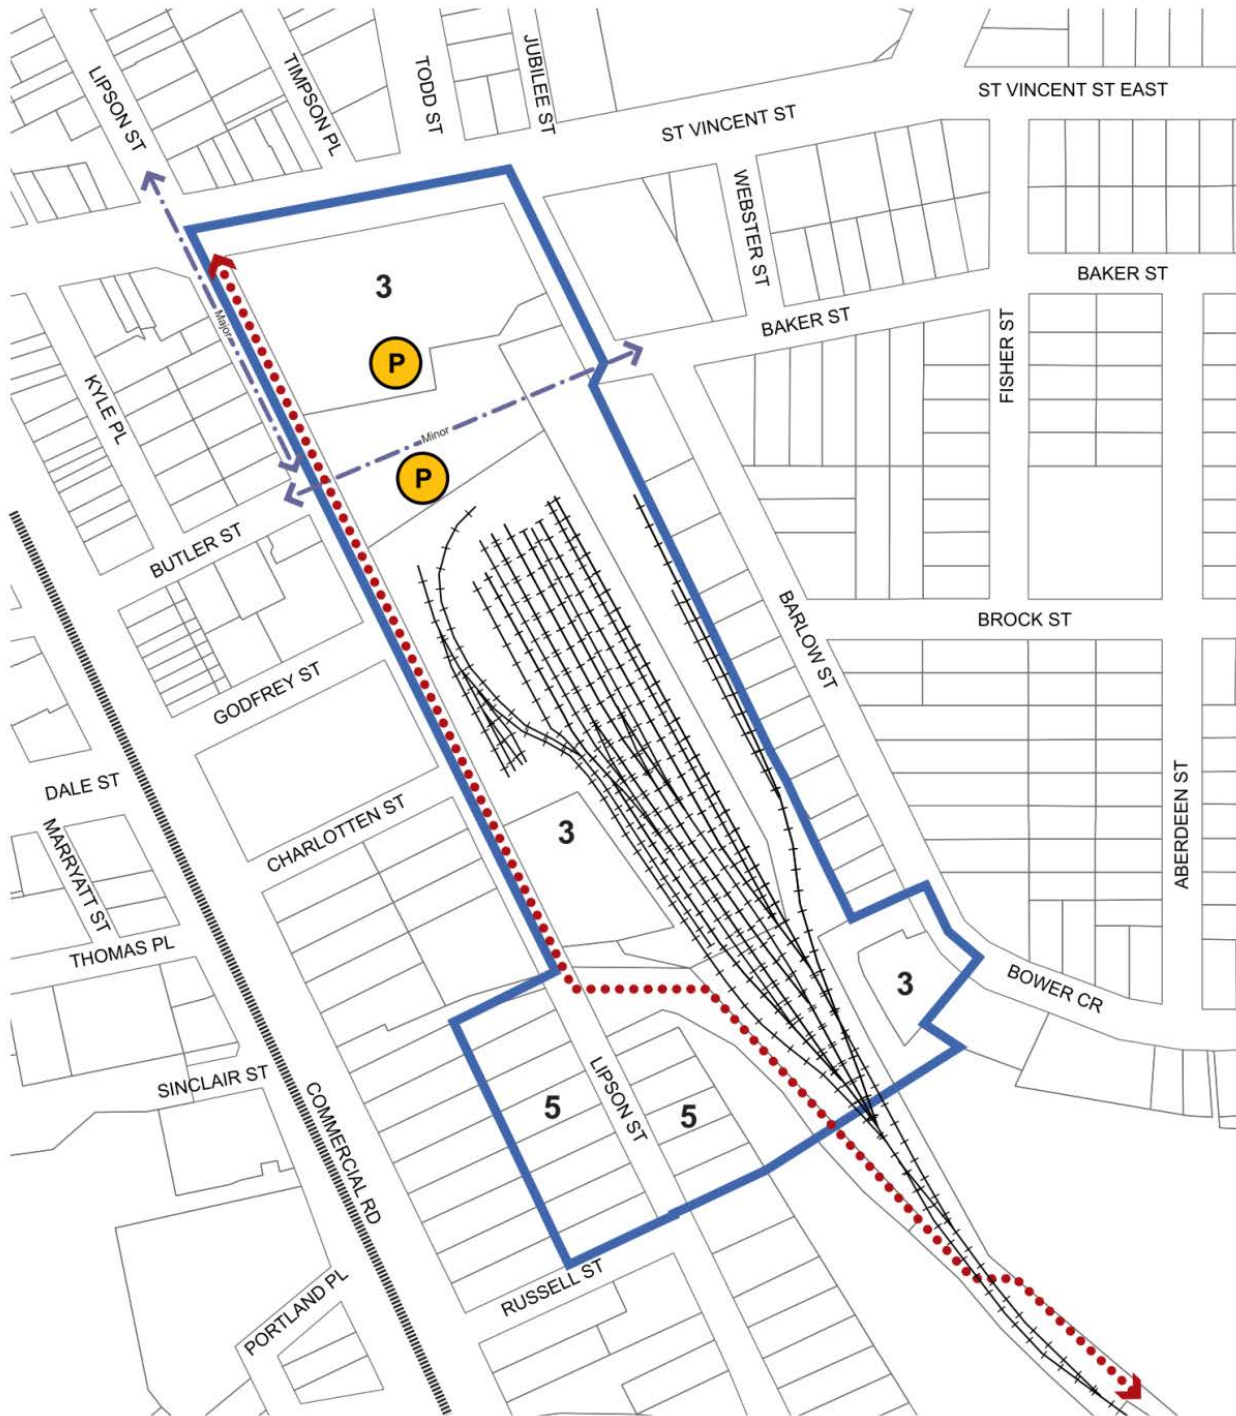 ST VINCENT ST EAST
LIPSON ST
TIMPSON PL
TODD ST
JUBILEE ST
ST VINCENT ST
WEBSTER ST
BAKER ST
3
Major
BAKER ST
FISHER ST
P
KYLE PL
Minor
P
BUTLER ST
BROCK ST
BARLOW ST
GODFREY ST
DALE ST
CHARLOTTEN ST
3
ABERDEEN ST
MARRYATT ST
THOMAS PL
3
BOWER CR
SINCLAIR ST
COMMERCIAL RD
5
LIPSON ST
5
RUSSELL ST
PORTLAND PL